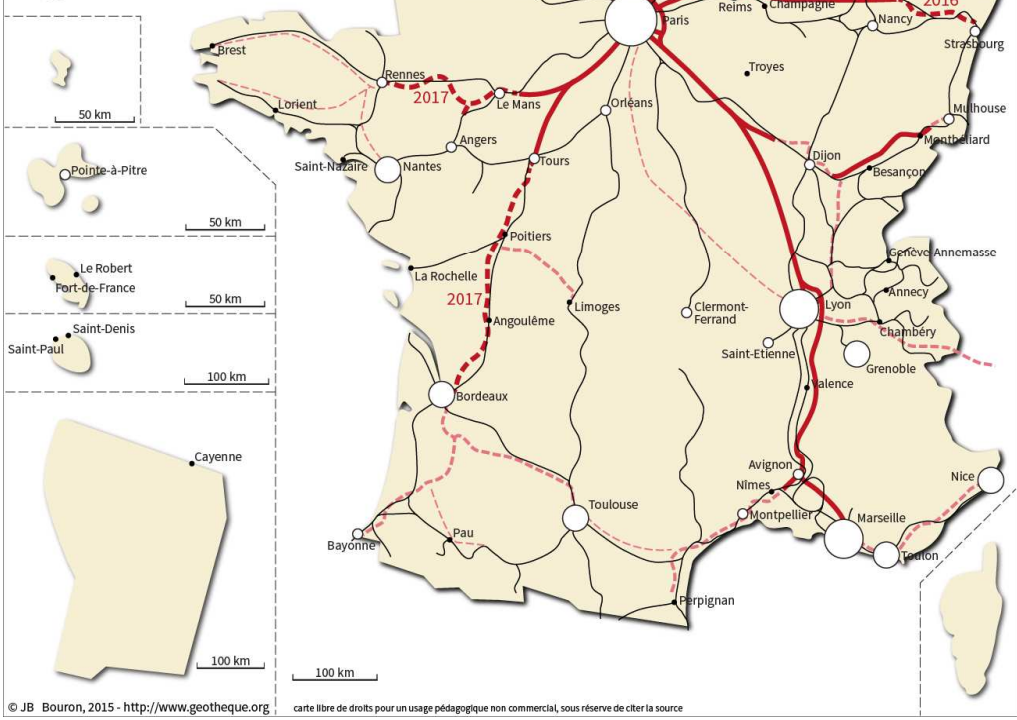 Reims
Champagne
2016
Paris
Nancy
Strasbourg
Brest
Rennes
2017
Le Mans
Troyes
Lorient
Orléans
50 km
Mulhouse
Angers
Montbéliard
Saint-Nazaire
Nantes
Tours
Dijon
Besançon
Pointe-à-Pitre
50 km
Poitiers
Genève Annemasse
Le Robert
La Rochelle
Fort-de-France
Annecy
50 km
2017
Limoges
Clermont-
Ferrand
Lyon
Angoulême
Saint-Denis
Chambéry
Saint-Paul
Saint-Etienne
Grenoble
100 km
Valence
Bordeaux
Cayenne
Avignon
Nîmes
Nice
Toulouse
Montpellier
Marseille
Bayonne
Pau
Toulon
Perpignan
100 km
100 km
© JB Bouron, 2015 - http://www.geotheque.org
carte libre de droits pour un usage pédagogique non commercial, sous réserve de citer la source